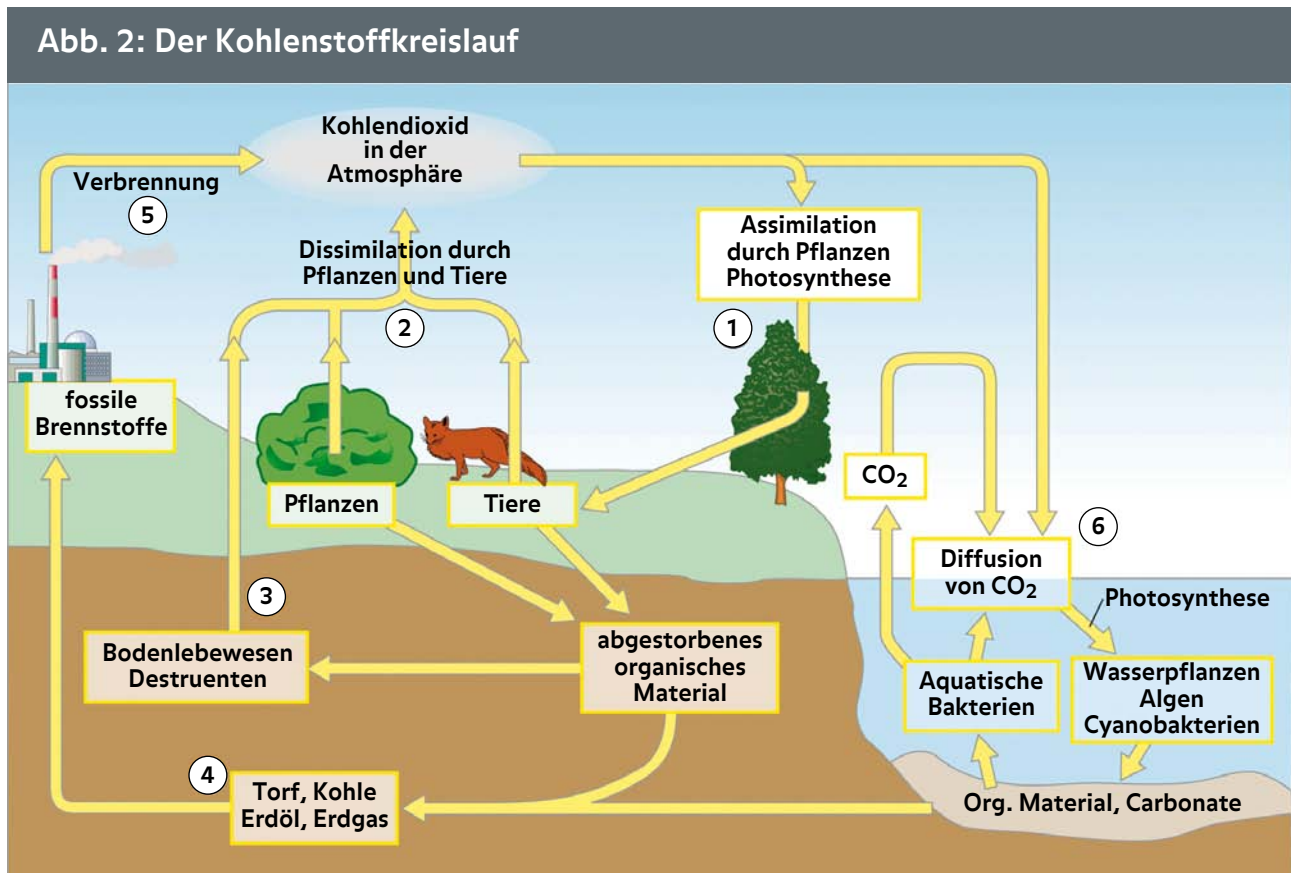 Abb. 2: Der Kohlenstoffkreislauf
Kohlendioxid
in der
Atmosphäre
Verbrennung
5
Dissimilation durch
Pflanzen und Tiere
2
Assimilation
durch Pflanzen
Photosynthese
1
fossile
Brennstoffe
Pflanzen
Tiere
CO2
6
Diffusion
von CO2
Photosynthese
3
Bodenlebewesen
Destruenten
abgestorbenes
organisches
Material
Aquatische
Bakterien
Wasserpflanzen
Algen
Cyanobakterien
4
Torf, Kohle
Erdöl, Erdgas
Org. Material, Carbonate